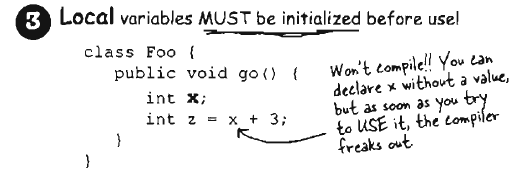 3 Local variables MUST be initialized before use!
class Foo {
public void go() {
int x;
int z = x + 3;
}
}
Won't compile!! You can
declare x without a value,
but as soon as you try
to USE it, the compiler
freaks out.